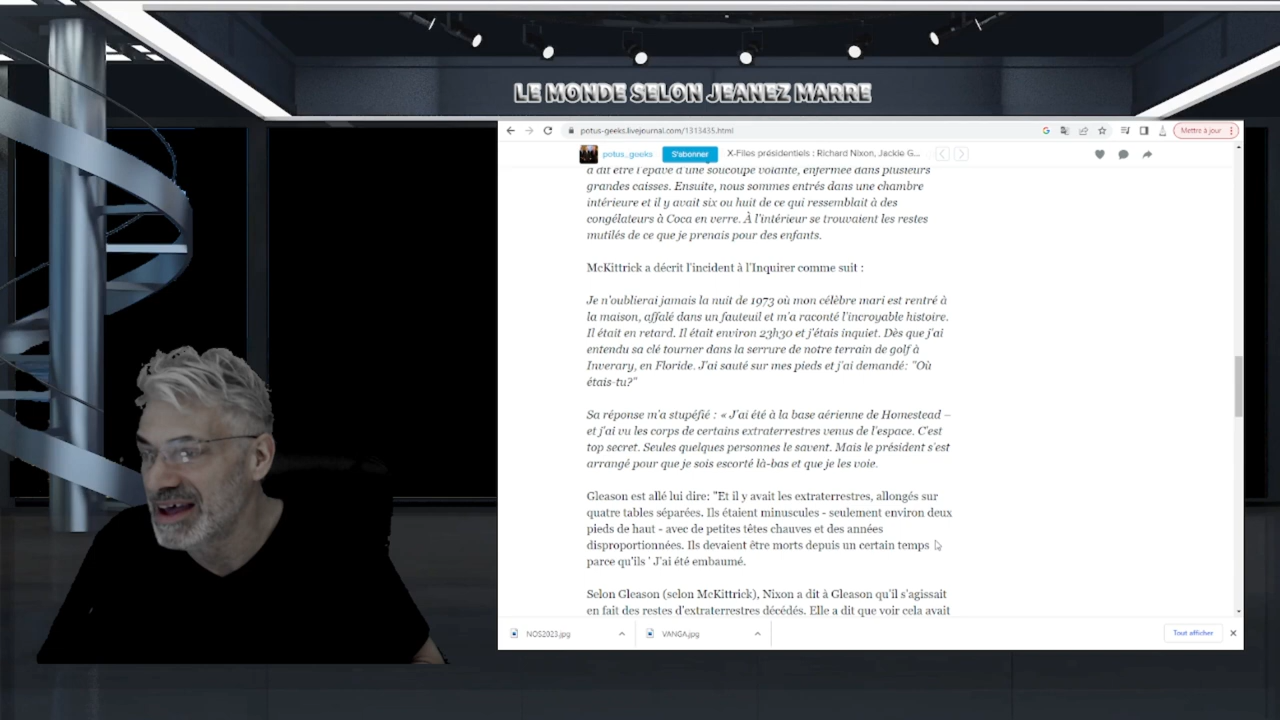 LE MONDE SELON JEANEZ MARRE
potus-geeks.livejournal.com/1313435.html
Mettre à jour
potus_geeks
S'abonner
X-Files présidentiels : Richard Nixon, Jackie G...
a dit être l'épave d'une soucoupe volante, enfermée dans plusieurs
grandes caisses. Ensuite, nous sommes entrés dans une chambre
intérieure et il y avait six ou huit de ce qui ressemblait à des
congélateurs à Coca en verre. À l'intérieur se trouvaient les restes
mutilés de ce que je prenais pour des enfants.
McKittrick a décrit l'incident à l'Inquirer comme suit :
Je n'oublierai jamais la nuit de 1973 où mon célèbre mari est rentré à
la maison, affalé dans un fauteuil et m'a raconté l'incroyable histoire.
Il était en retard. Il était environ 23h30 et j'étais inquiet. Dès que j'ai
entendu sa clé tourner dans la serrure de notre terrain de golf à
Inverary, en Floride. J'ai sauté sur mes pieds et j'ai demandé: "Où
étais-tu?"
Sa réponse m'a stupéfié : « J'ai été à la base aérienne de Homestead –
et j'ai vu les corps de certains extraterrestres venus de l'espace. C'est
top secret. Seules quelques personnes le savent. Mais le président s'est
arrangé pour que je sois escorté là-bas et que je les voie.
Gleason est allé lui dire: "Et il y avait les extraterrestres, allongés sur
quatre tables séparées. Ils étaient minuscules - seulement environ deux
pieds de haut - avec de petites têtes chauves et des années
disproportionnées. Ils devaient être morts depuis un certain temps
parce qu'ils ' J'ai été embaumé.
Selon Gleason (selon McKittrick), Nixon a dit à Gleason qu'il s'agissait
en fait des restes d'extraterrestres décédés. Elle a dit que voir cela avait
NOS2023.jpg
VANGA.jpg
Tout afficher